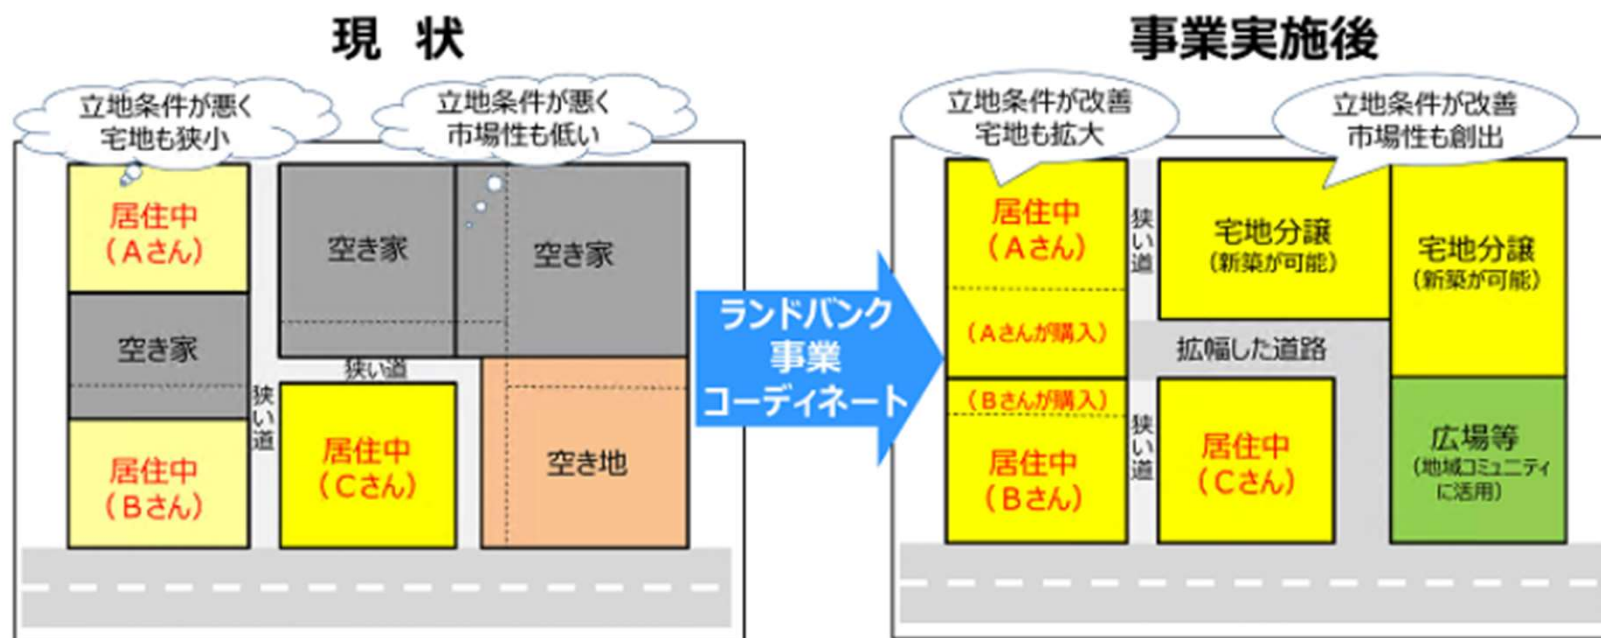 現 状
立地条件が悪く
宅地も狭小
立地条件が悪く
市場性も低い
居住中
（Aさん）
空き家
居住中
（Bさん）
狭い道
空き家
空き家
狭い道
居住中
（Cさん）
空き地
ランドバンク
事業
コーディネート
事業実施後
立地条件が改善
宅地も拡大
立地条件が改善
市場性も創出
居住中
（Aさん）
（Aさんが購入）
（Bさんが購入）
居住中
（Bさん）
狭い道
狭い道
宅地分譲
（新築が可能）
宅地分譲
（新築が可能）
拡幅した道路
居住中
（Cさん）
広場等
（地域コミュニティ
に活用）